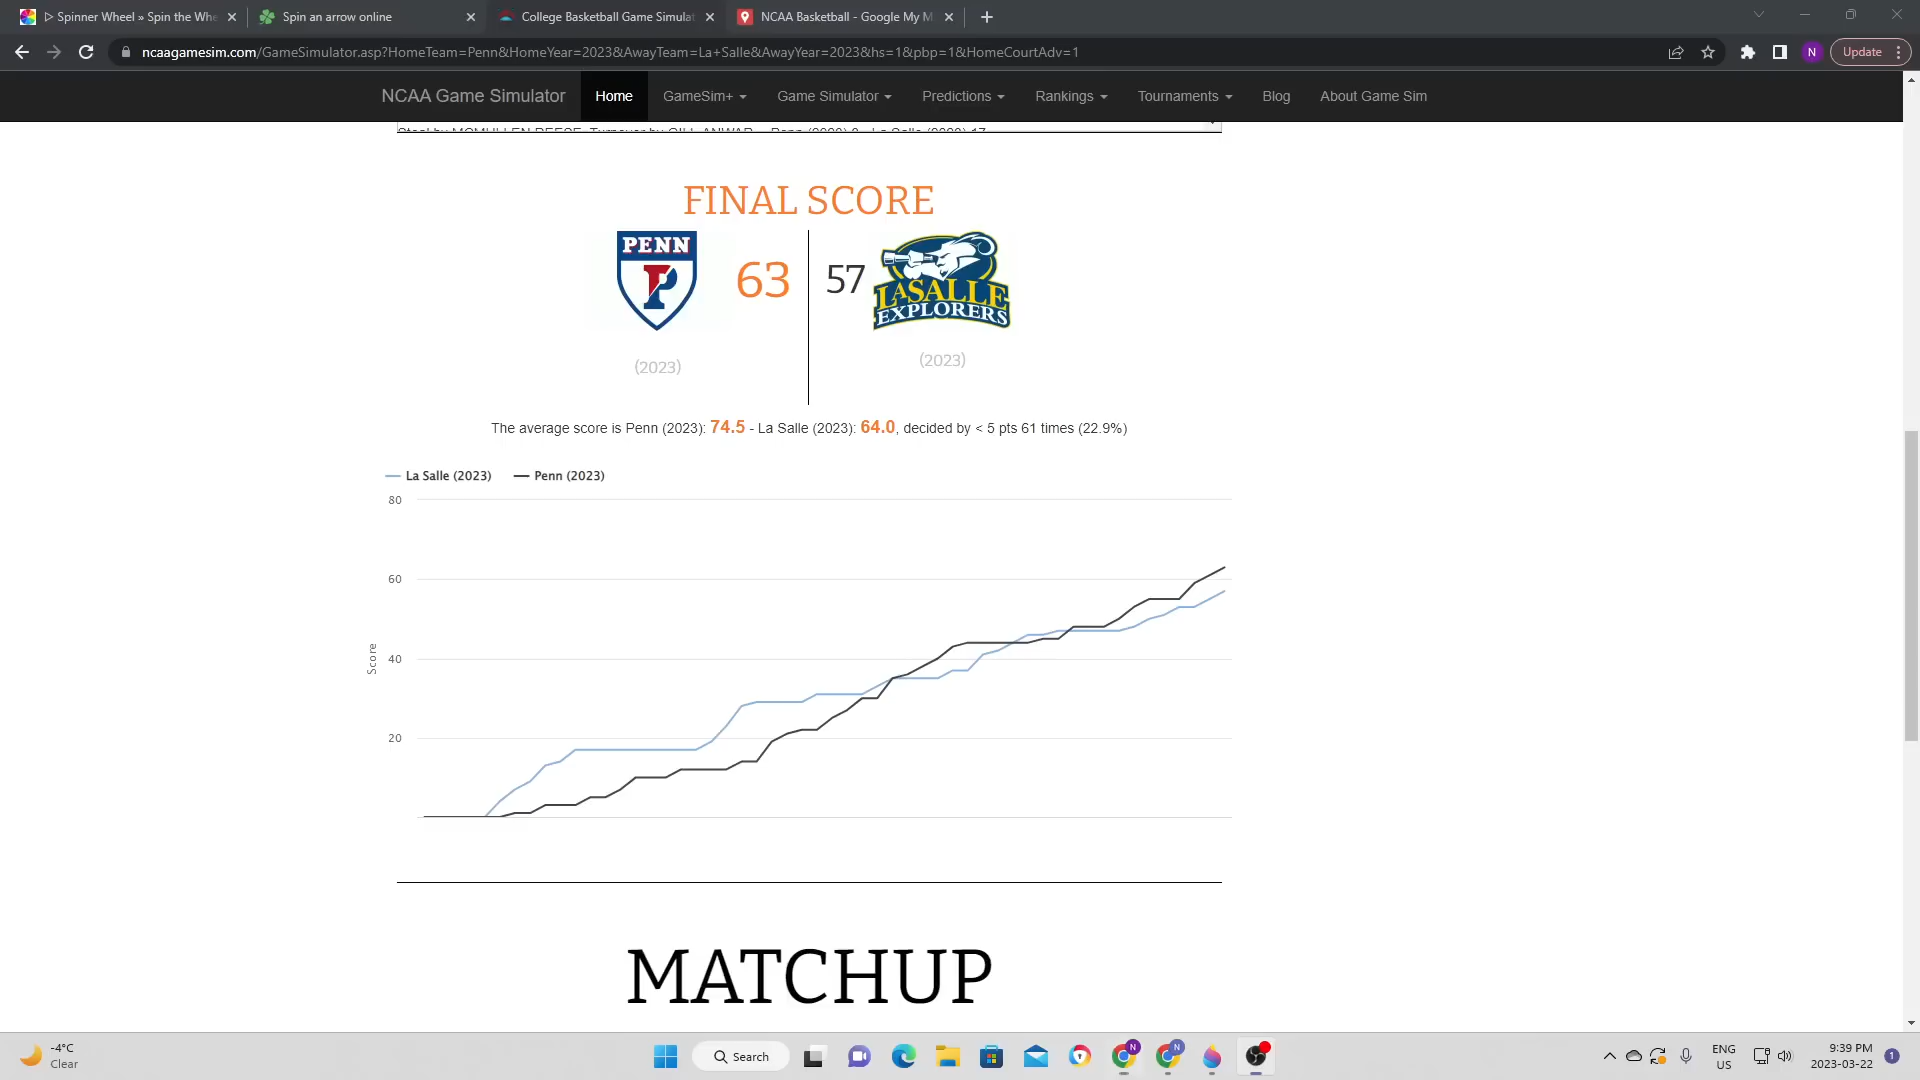 Spinner Wheel » Spin the Whe
Spin an arrow online
College Basketball Game Simulat
NCAA Basketball - Google My M
ncaagamesim.com/GameSimulator.asp?HomeTeam=Penn&HomeYear=2023&AwayTeam=La+Salle&AwayYear=2023&hs=1&pbp=1&HomeCourtAdv=1
N
Update
NCAA Game Simulator
Home
GameSim+
Game Simulator
Predictions
Rankings
Tournaments
Blog
About Game Sim
FINAL SCORE
PENN
P
63
57
LASALLE
EXPLORERS
(2023)
(2023)
The average score is Penn (2023): 74.5 - La Salle (2023): 64.0, decided by < 5 pts 61 times (22.9%)
La Salle (2023)
Penn (2023)
80
60
Score
40
20
MATCHUP
-4°C
Clear
Search
N
N
ENG
US
9:39 PM
2023-03-22
1